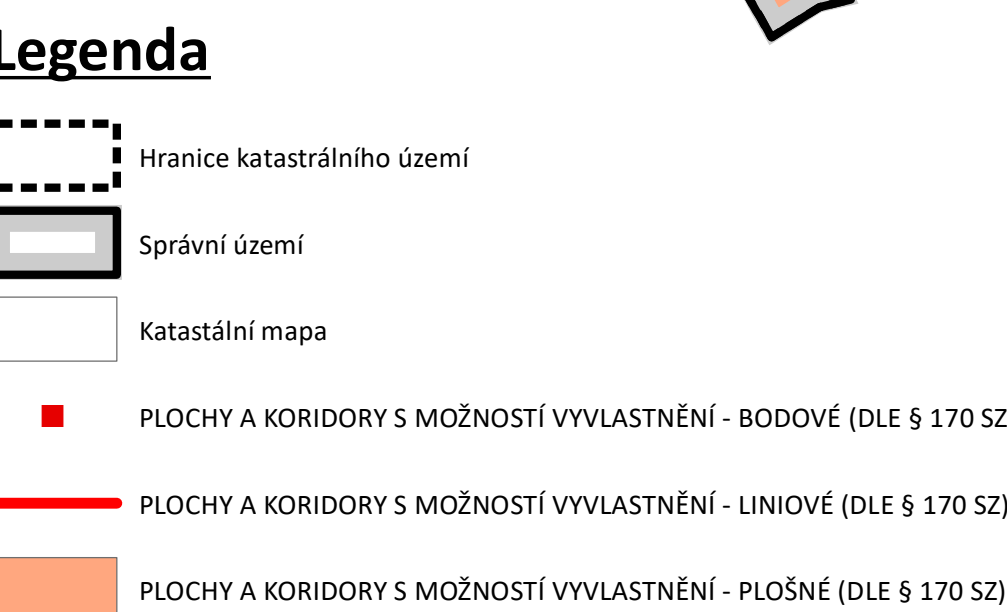 Legenda
Hranice katastrálního území
Správní území
Katastální mapa
PLOCHY A KORIDORY S MOŽNOSTÍ VYVLASTNĚNÍ - BODOVÉ (DLE § 170 SZ
PLOCHY A KORIDORY S MOŽNOSTÍ VYVLASTNĚNÍ - LINIOVÉ (DLE § 170 SZ)
PLOCHY A KORIDORY S MOŽNOSTÍ VYVLASTNĚNÍ - PLOŠNÉ (DLE § 170 SZ)